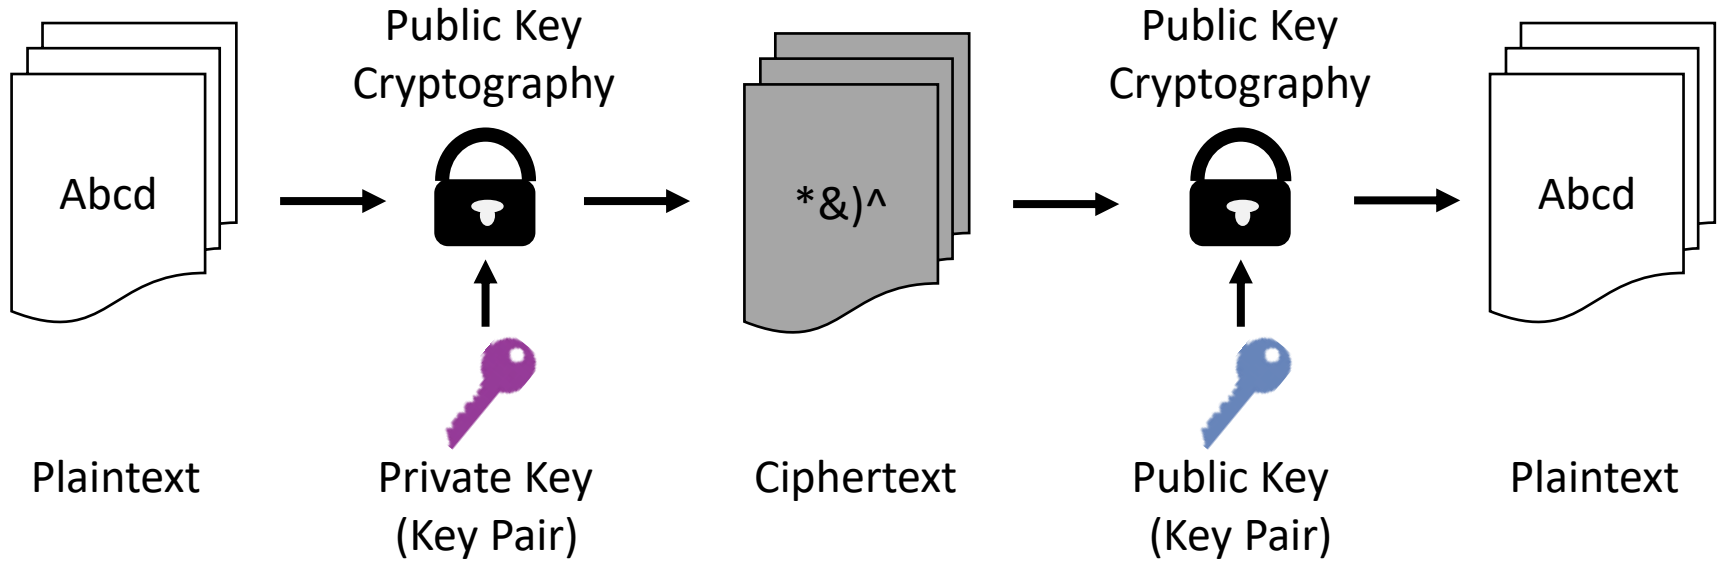 Public Key
Cryptography
Public Key
Cryptography
Abcd
*&)^
Abcd
Plaintext
Private Key
(Key Pair)
Ciphertext
Public Key
(Key Pair)
Plaintext